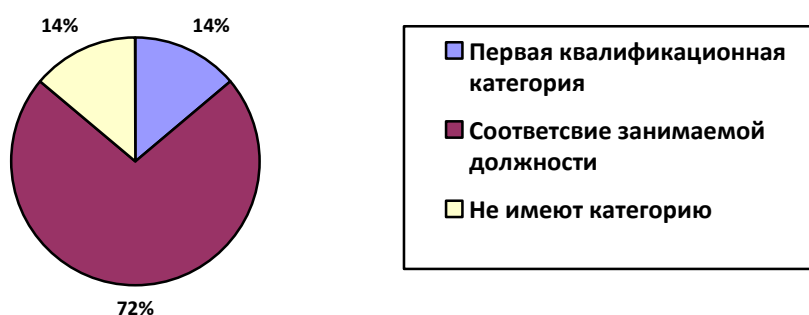 14%
14%
72%
Первая квалификационная
категория
Соответсвие занимаемой
должности
Не имеют категорию